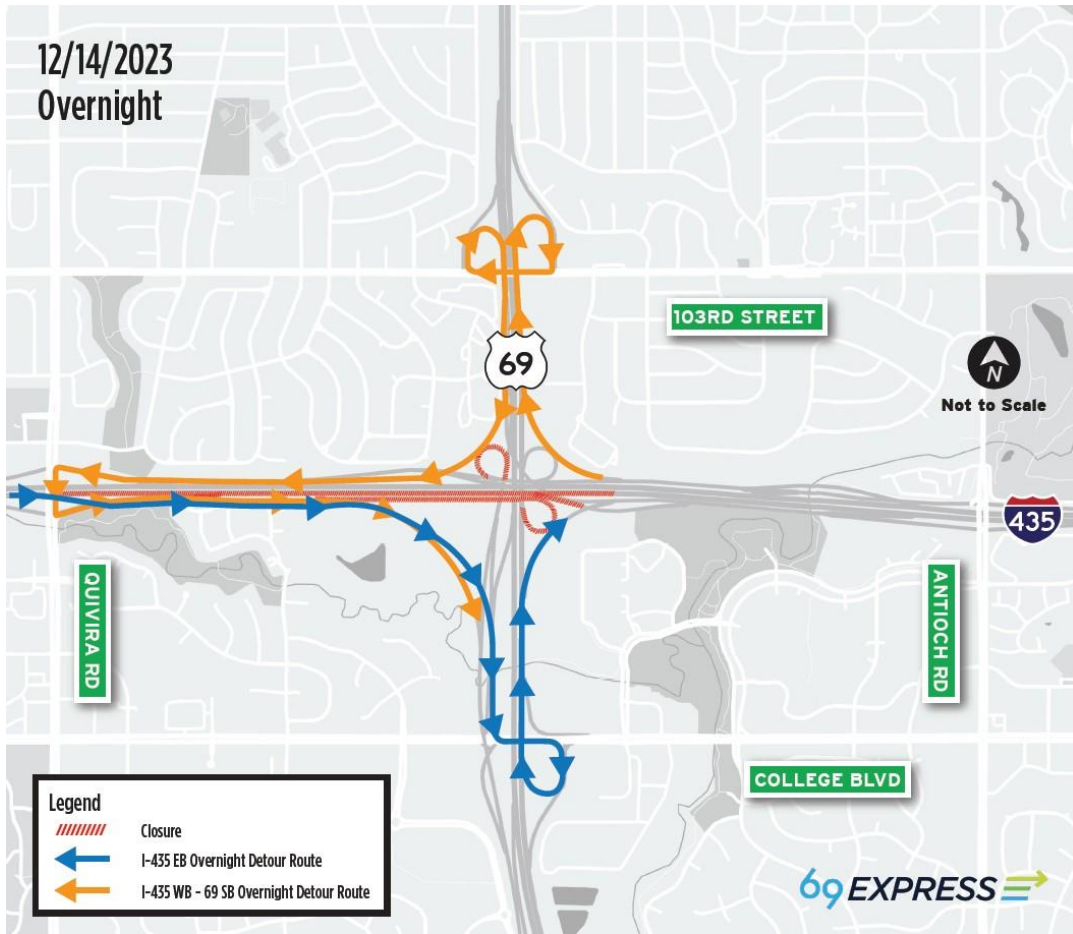 12/14/2023
Overnight
103RD STREET
69
N
Not to Scale
435
QUIVIRA RD
ANTIOCH RD
COLLEGE BLVD
Legend
Closure
I-435 EB Overnight Detour Route
I-435 WB - 69 SB Overnight Detour Route
69 EXPRESS